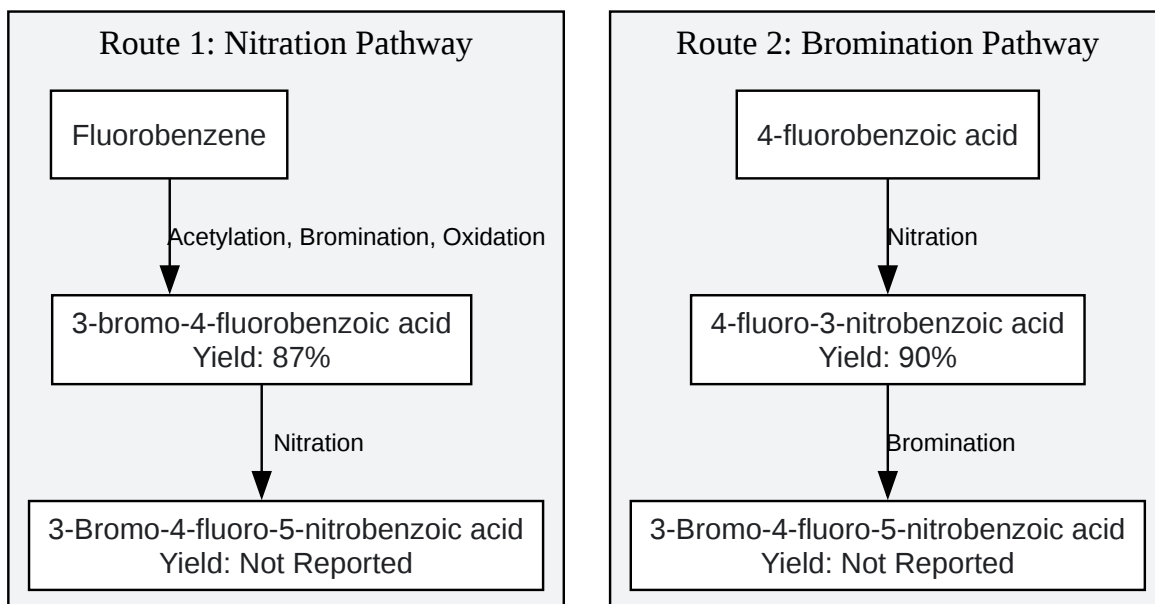 Route 1: Nitration Pathway
Fluorobenzene
Acetylation, Bromination, Oxidation
3-bromo-4-fluorobenzoic acid
Yield: 87%
Nitration
3-Bromo-4-fluoro-5-nitrobenzoic acid
Yield: Not Reported
Route 2: Bromination Pathway
4-fluorobenzoic acid
Nitration
4-fluoro-3-nitrobenzoic acid
Yield: 90%
Bromination
3-Bromo-4-fluoro-5-nitrobenzoic acid
Yield: Not Reported